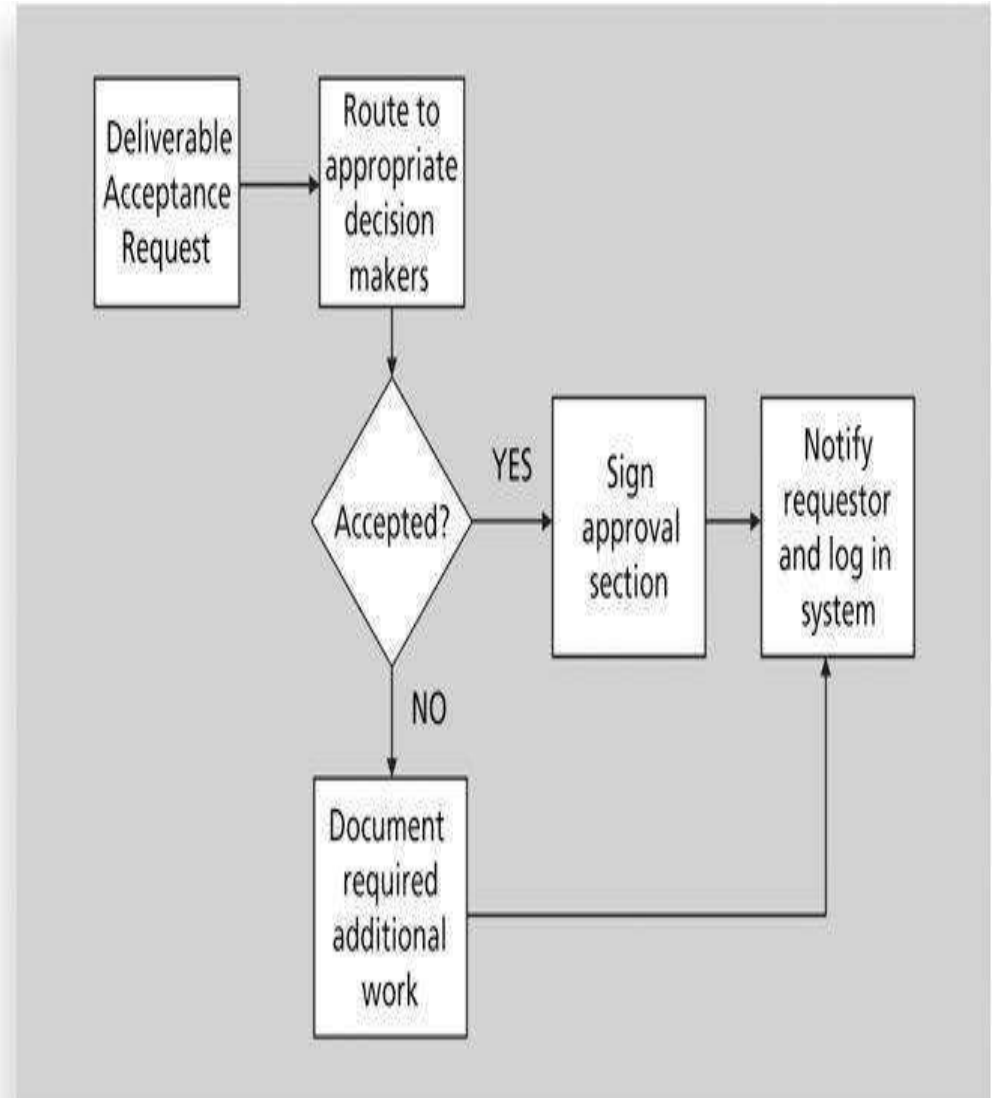 Deliverable
Acceptance
Request
Route to
appropriate
decision
makers
Accepted?
YES
Sign
approval
section
Notify
requestor
and log in
system
NO
Document
required
additional
work